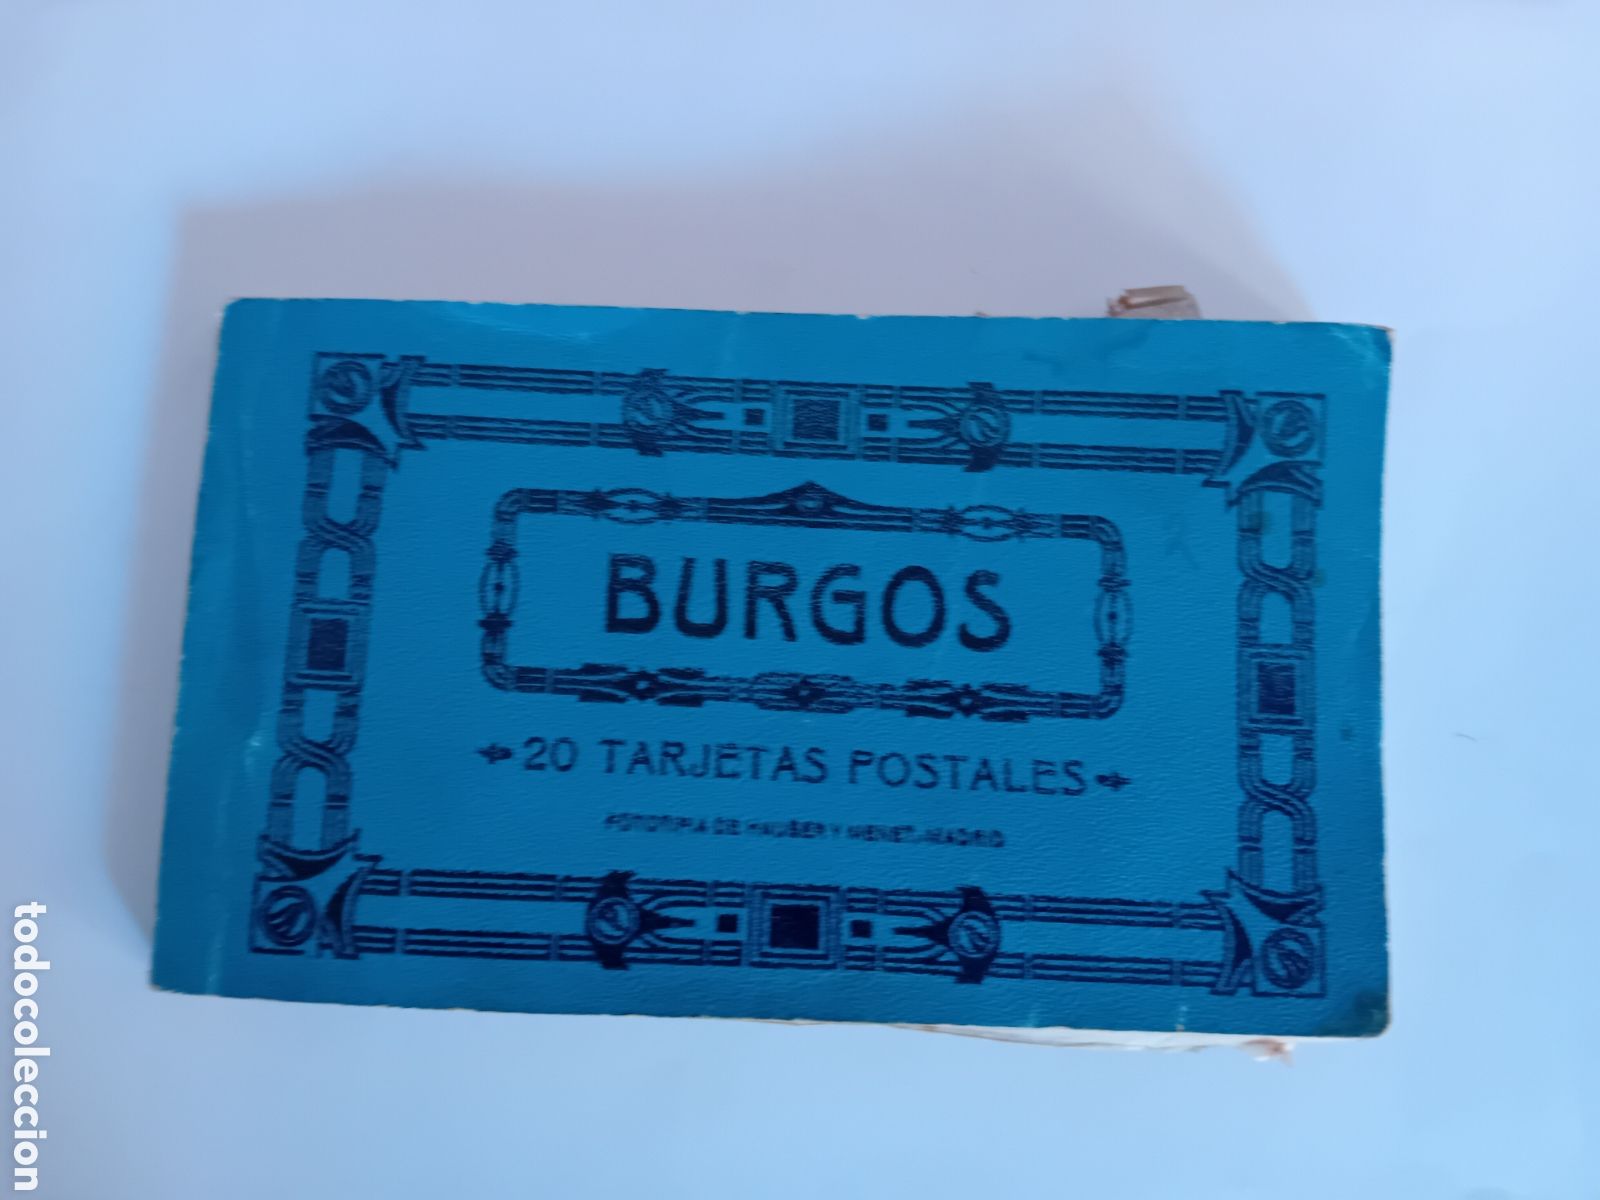 BURGOS
20 TARJETAS POSTALES
FOTOTIPIA DE HAUSER Y MENET.-MADRID
todocoleccion